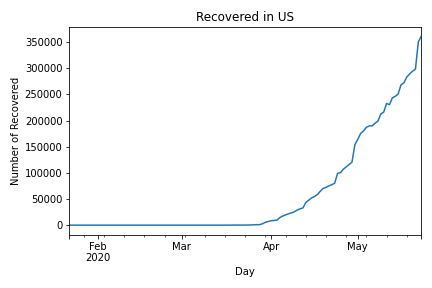 Recovered in US
Number of Recovered
350000
300000
250000
200000
150000
100000
50000
0
Feb
2020
Mar
Apr
May
Day